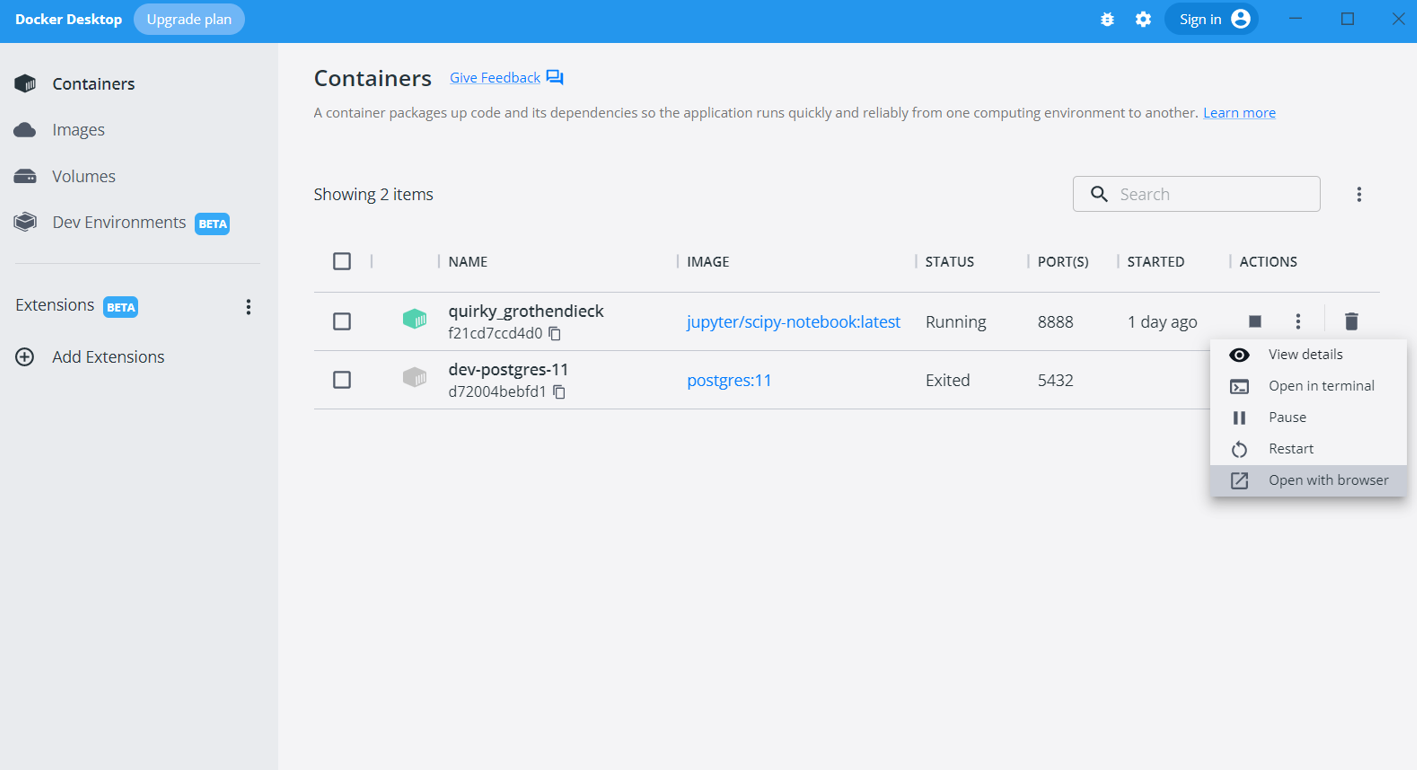 Docker Desktop Upgrade plan Sign in
Containers
Images
Volumes
Dev Environments BETA
Extensions BETA
Add Extensions
Containers Give Feedback
A container packages up code and its dependencies so the application runs quickly and reliably from one computing environment to another. Learn more
Showing 2 items Search
NAME IMAGE STATUS PORT(S) STARTED ACTIONS
quirky_grothendieck
f21cd7ccd4d0
jupyter/scipy-notebook:latest Running 8888 1 day ago
dev-postgres-11
d72004bebfd1
postgres:11 Exited 5432
View details
Open in terminal
Pause
Restart
Open with browser